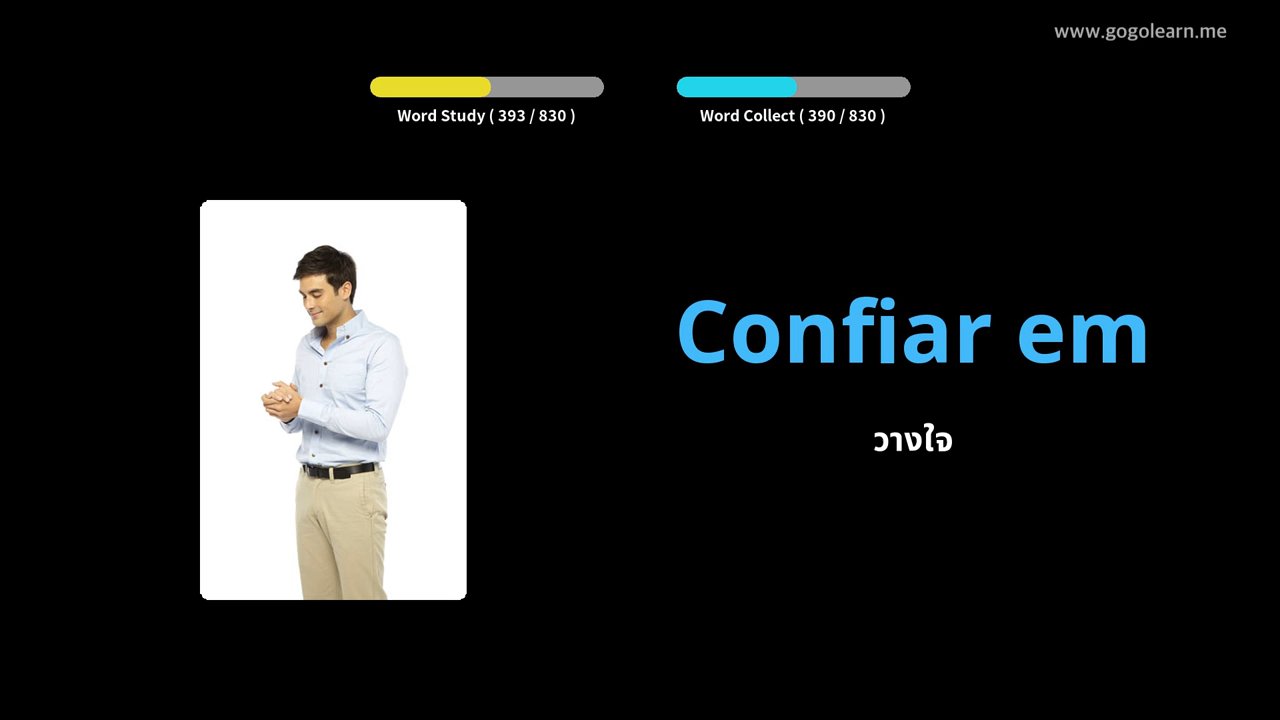 www.gogolearn.me
Word Study ( 393 / 830 )
Word Collect ( 390 / 830 )
Confiar em
วางใจ